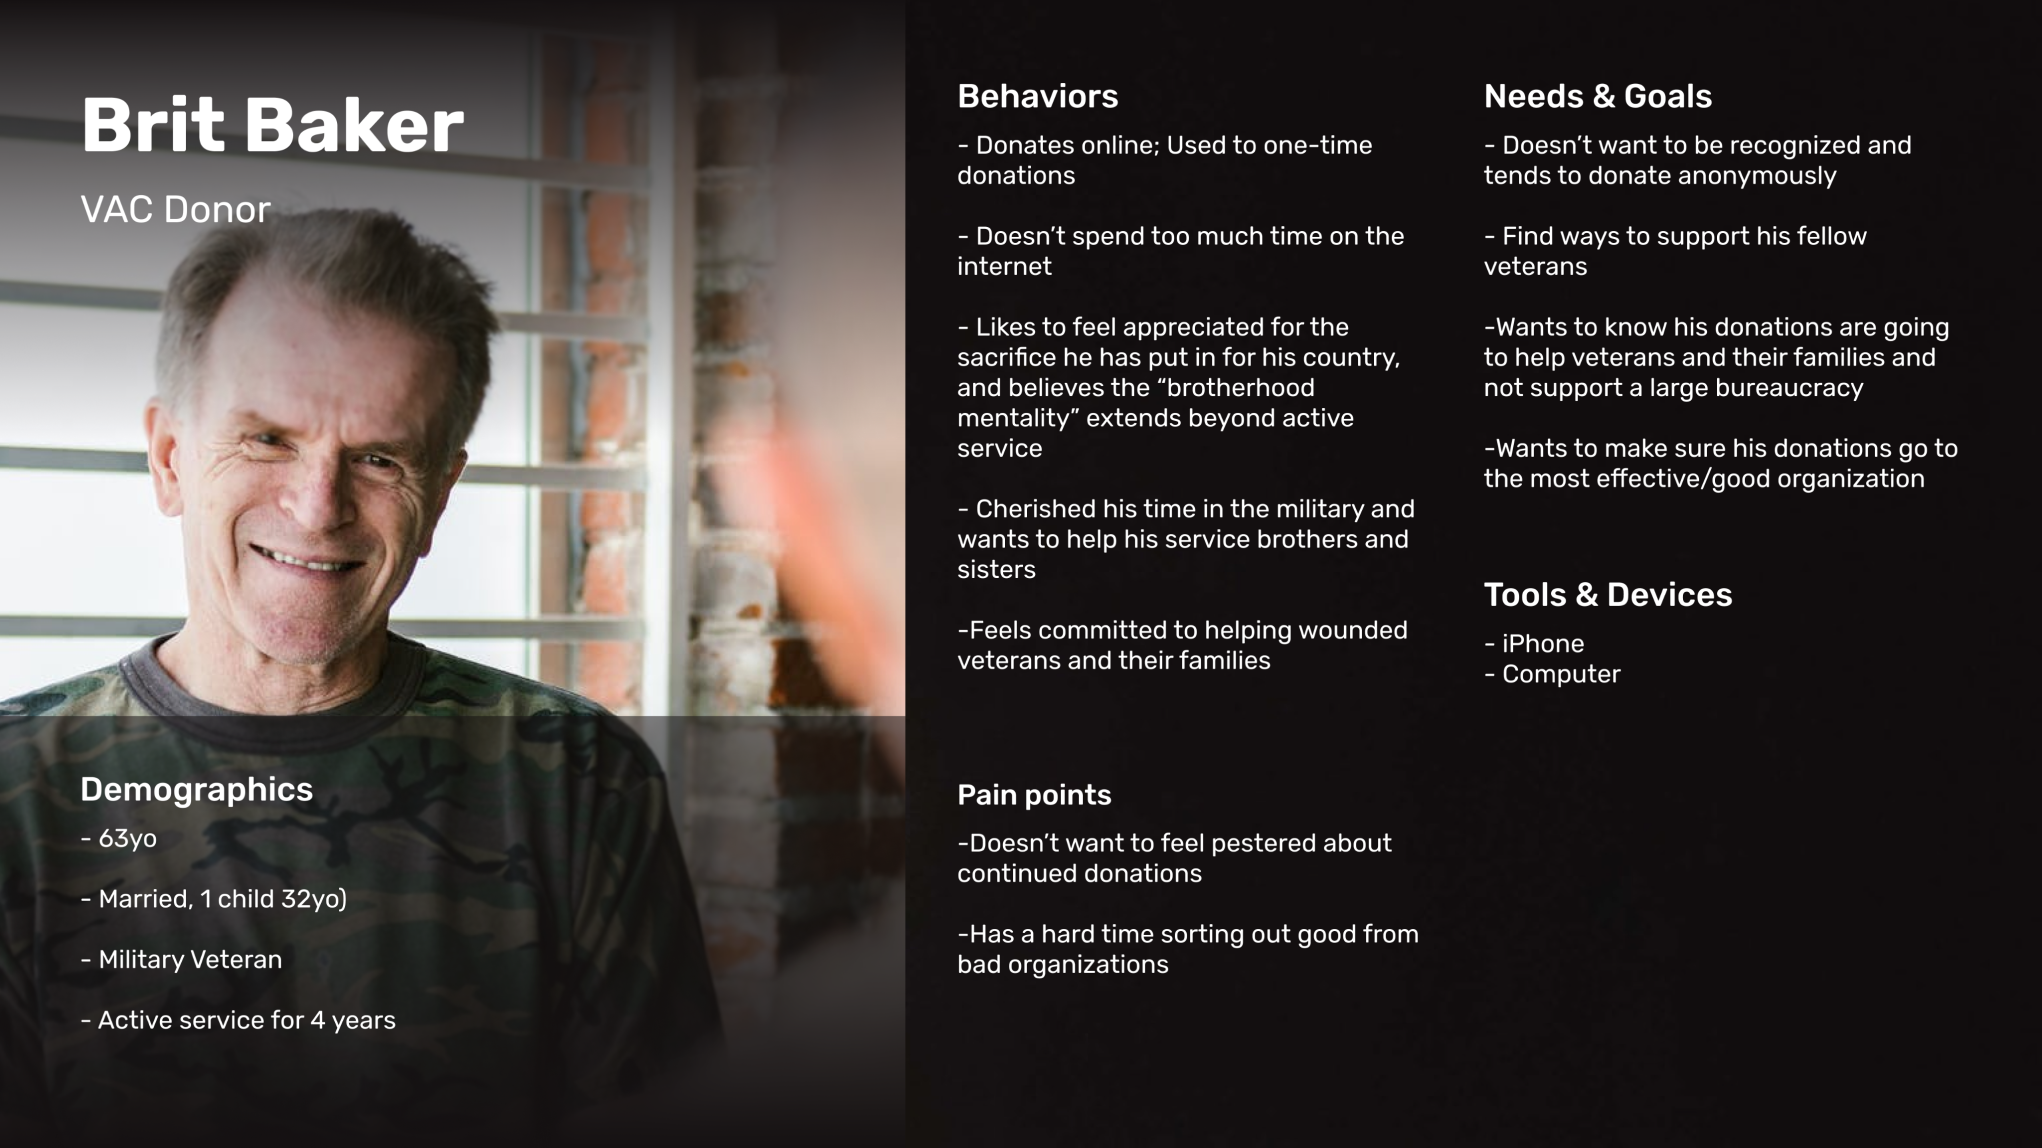 Brit Baker
VAC Donor
Demographics
- 63yo
- Married, 1 child 32yo)
- Military Veteran
- Active service for 4 years
Behaviors
- Donates online; Used to one-time
donations
- Doesn’t spend too much time on the
internet
- Likes to feel appreciated for the
sacrifice he has put in for his country,
and believes the “brotherhood
mentality” extends beyond active
service
- Cherished his time in the military and
wants to help his service brothers and
sisters
-Feels committed to helping wounded
veterans and their families
Pain points
-Doesn’t want to feel pestered about
continued donations
-Has a hard time sorting out good from
bad organizations
Needs & Goals
- Doesn’t want to be recognized and
tends to donate anonymously
- Find ways to support his fellow
veterans
-Wants to know his donations are going
to help veterans and their families and
not support a large bureaucracy
-Wants to make sure his donations go to
the most effective/good organization
Tools & Devices
- iPhone
- Computer